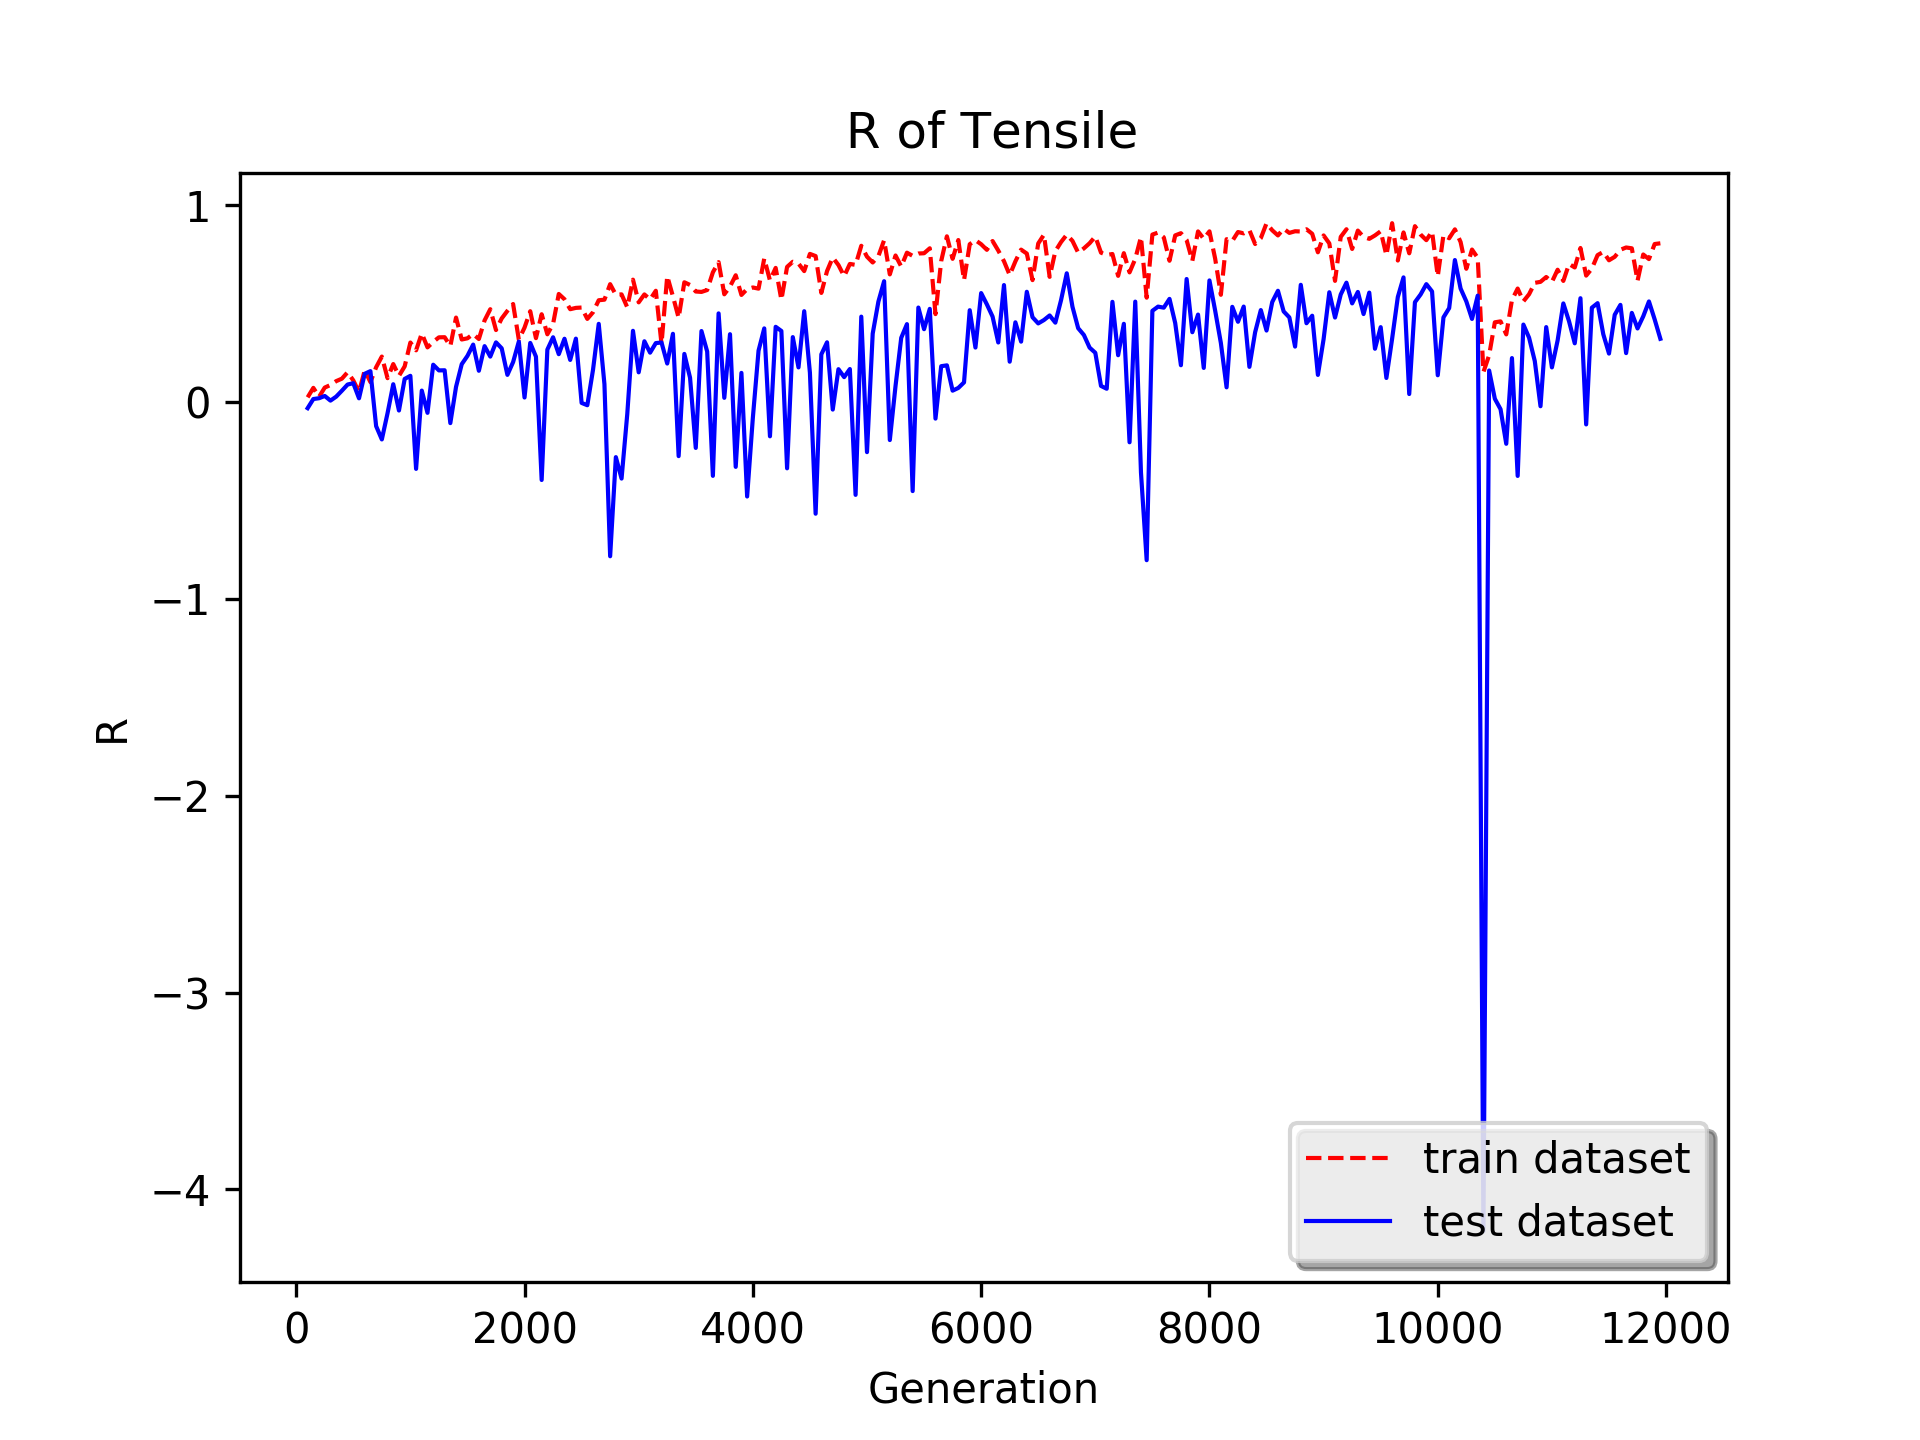 R of Tensile
1
0
−1
−2
−3
−4
R
train dataset
test dataset
0 2000 4000 6000 8000 10000 12000
Generation